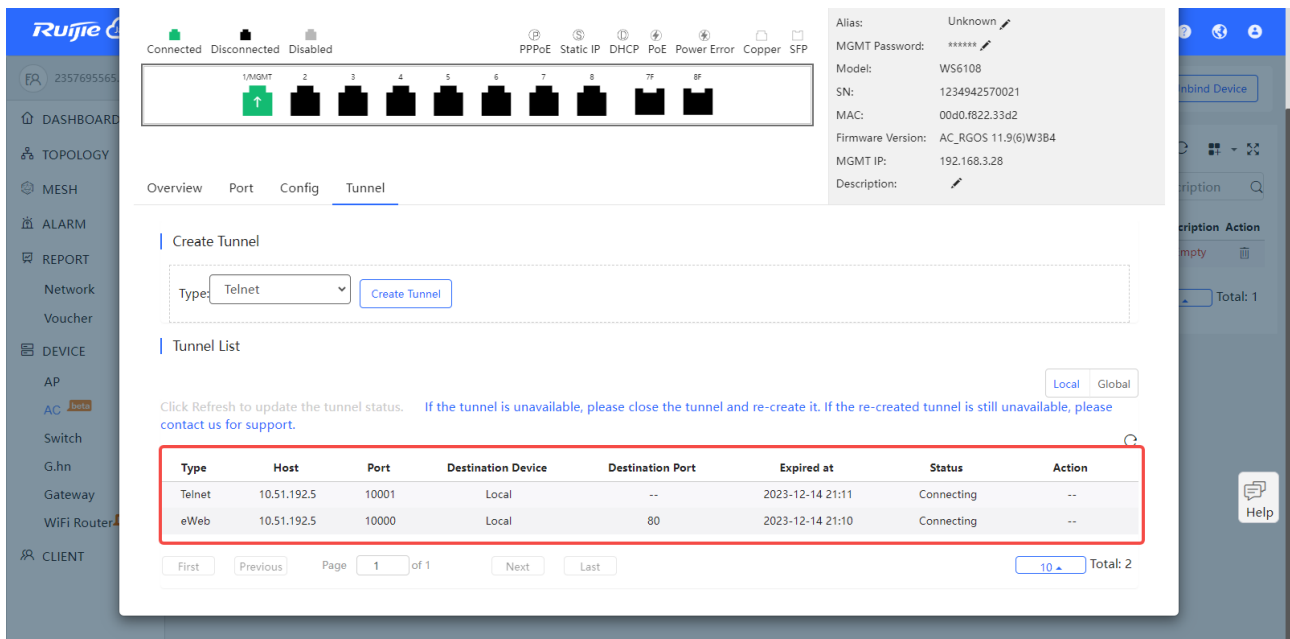 Ruijie
Connected Disconnected Disabled
PPPoE Static IP DHCP PoE Power Error Copper SFP
1/MGMT 2 3 4 5 6 7 8 7F 8F
Alias: Unknown
MGMT Password: ******
Model: WS6108
SN: 1234942570021
MAC: 00d0.f822.33d2
Firmware Version: AC_RGOS 11.9(6)W3B4
MGMT IP: 192.168.3.28
Description:
2357695565.
DASHBOARD
TOPOLOGY
MESH
ALARM
REPORT
Network
Voucher
DEVICE
AP
AC beta
Switch
G.hn
Gateway
WiFi Router
CLIENT
Overview Port Config Tunnel
Create Tunnel
Type: Telnet Create Tunnel
Tunnel List
Local Global
Click Refresh to update the tunnel status. If the tunnel is unavailable, please close the tunnel and re-create it. If the re-created tunnel is still unavailable, please
contact us for support.
Type Host Port Destination Device Destination Port Expired at Status Action
Telnet 10.51.192.5 10001 Local -- 2023-12-14 21:11 Connecting --
eWeb 10.51.192.5 10000 Local 80 2023-12-14 21:10 Connecting --
First Previous Page 1 of 1 Next Last 10 Total: 2
nbind Device
ription
cription Action
mpty
Total: 1
Help